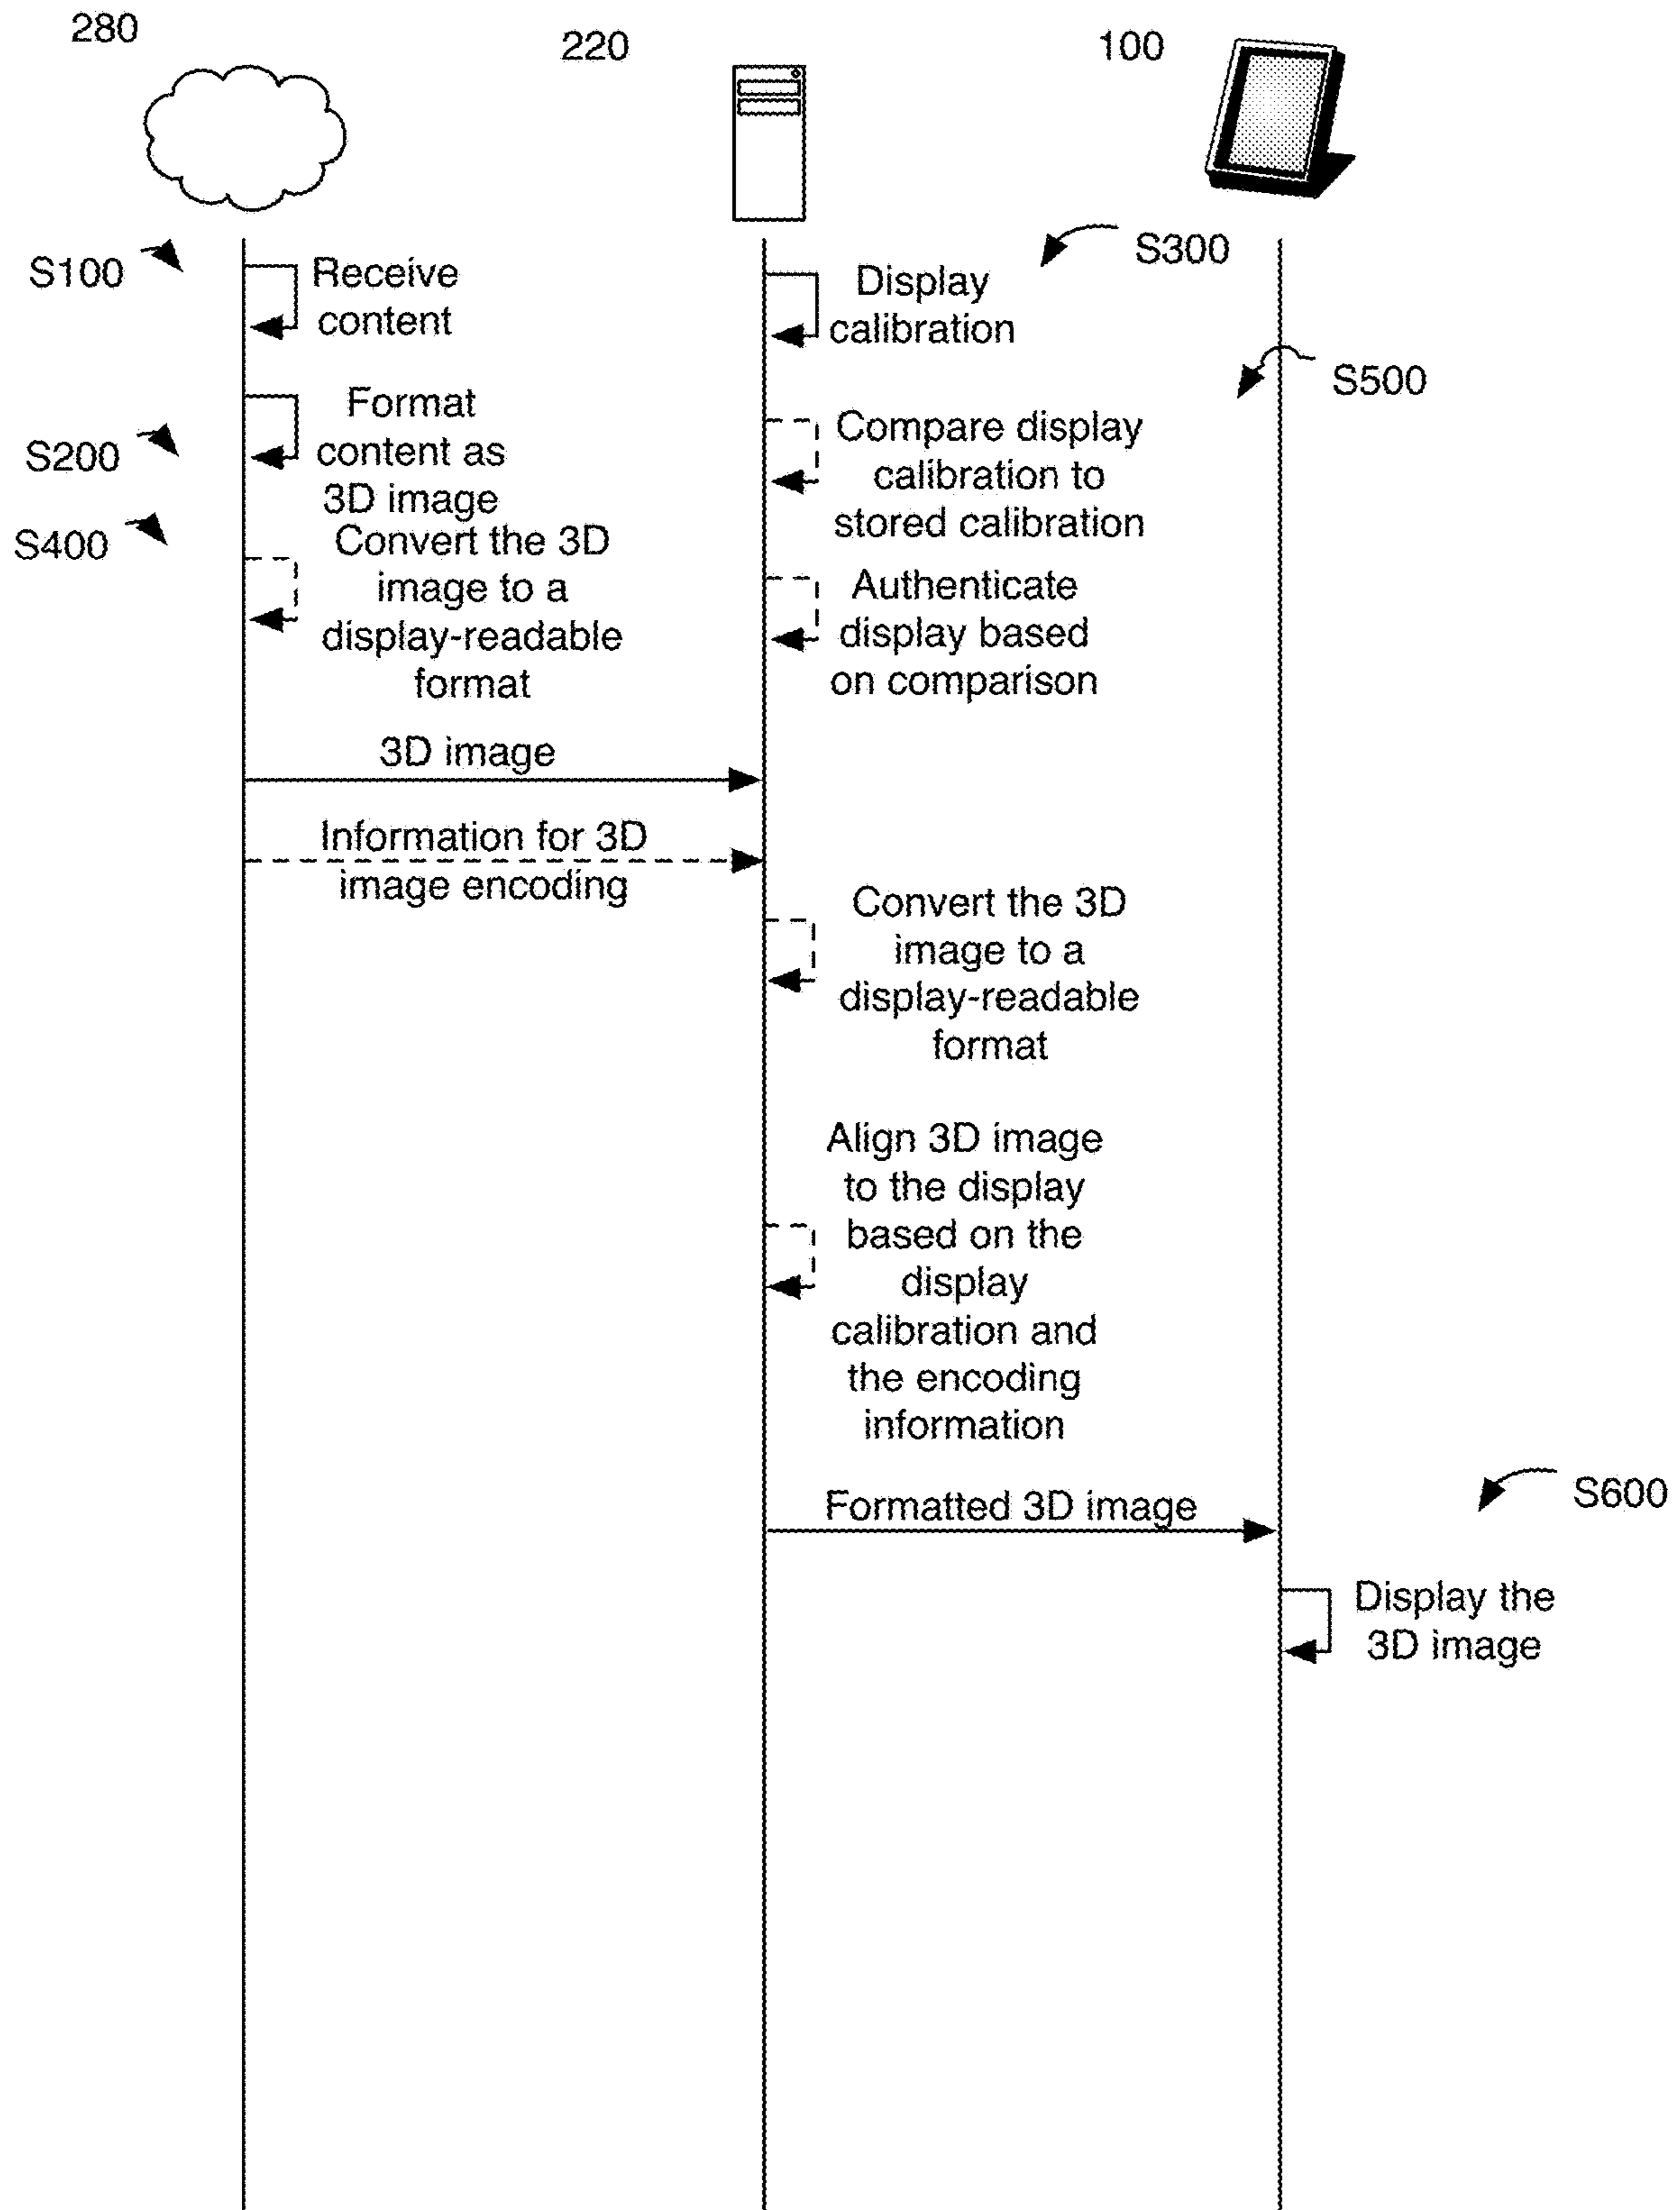 280
220
100
S100
Receive
content
Display
calibration
S300
S500
S200
Format
content as
3D image
Compare display
calibration to
stored calibration
S400
Convert the 3D
image to a
display-readable
format
Authenticate
display based
on comparison
3D image
Information for 3D
image encoding
Convert the 3D
image to a
display-readable
format
Align 3D image
to the display
based on the
display
calibration and
the encoding
information
Formatted 3D image
S600
Display the
3D image